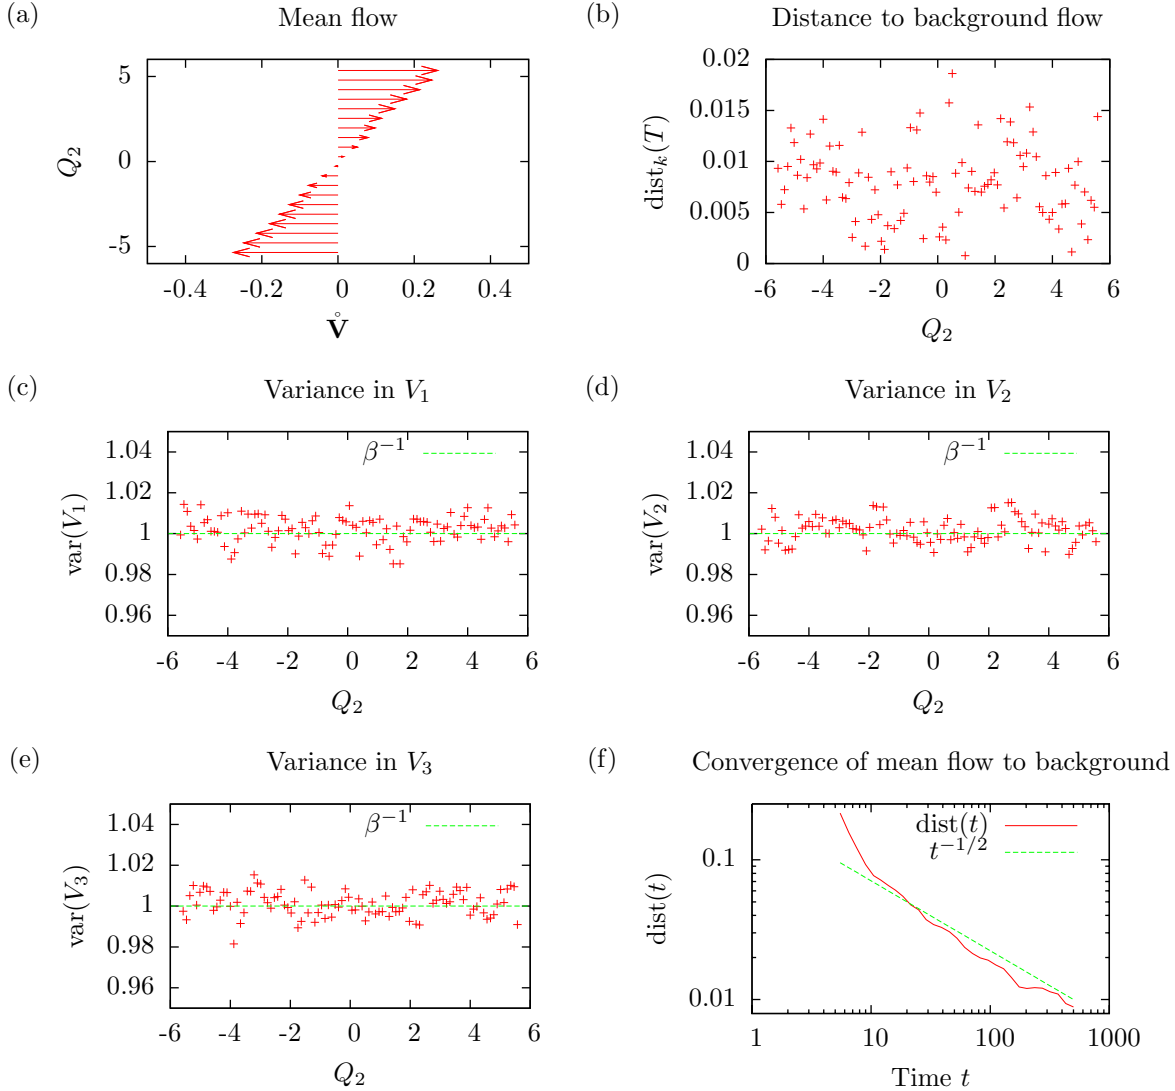 (a)
Mean flow
5
0
-5
Q2
-0.4
-0.2
0
0.2
0.4
V̊
(b)
Distance to background flow
0.02
0.015
0.01
0.005
0
dist_k(T)
-6
-4
-2
0
2
4
6
Q2
(c)
Variance in V1
1.04
1.02
1
0.98
0.96
var(V1)
β⁻¹
-6
-4
-2
0
2
4
6
Q2
(d)
Variance in V2
1.04
1.02
1
0.98
0.96
var(V2)
β⁻¹
-6
-4
-2
0
2
4
6
Q2
(e)
Variance in V3
1.04
1.02
1
0.98
0.96
var(V3)
β⁻¹
-6
-4
-2
0
2
4
6
Q2
(f)
Convergence of mean flow to background
0.1
0.01
dist(t)
dist(t)
t^{-1/2}
1
10
100
1000
Time t